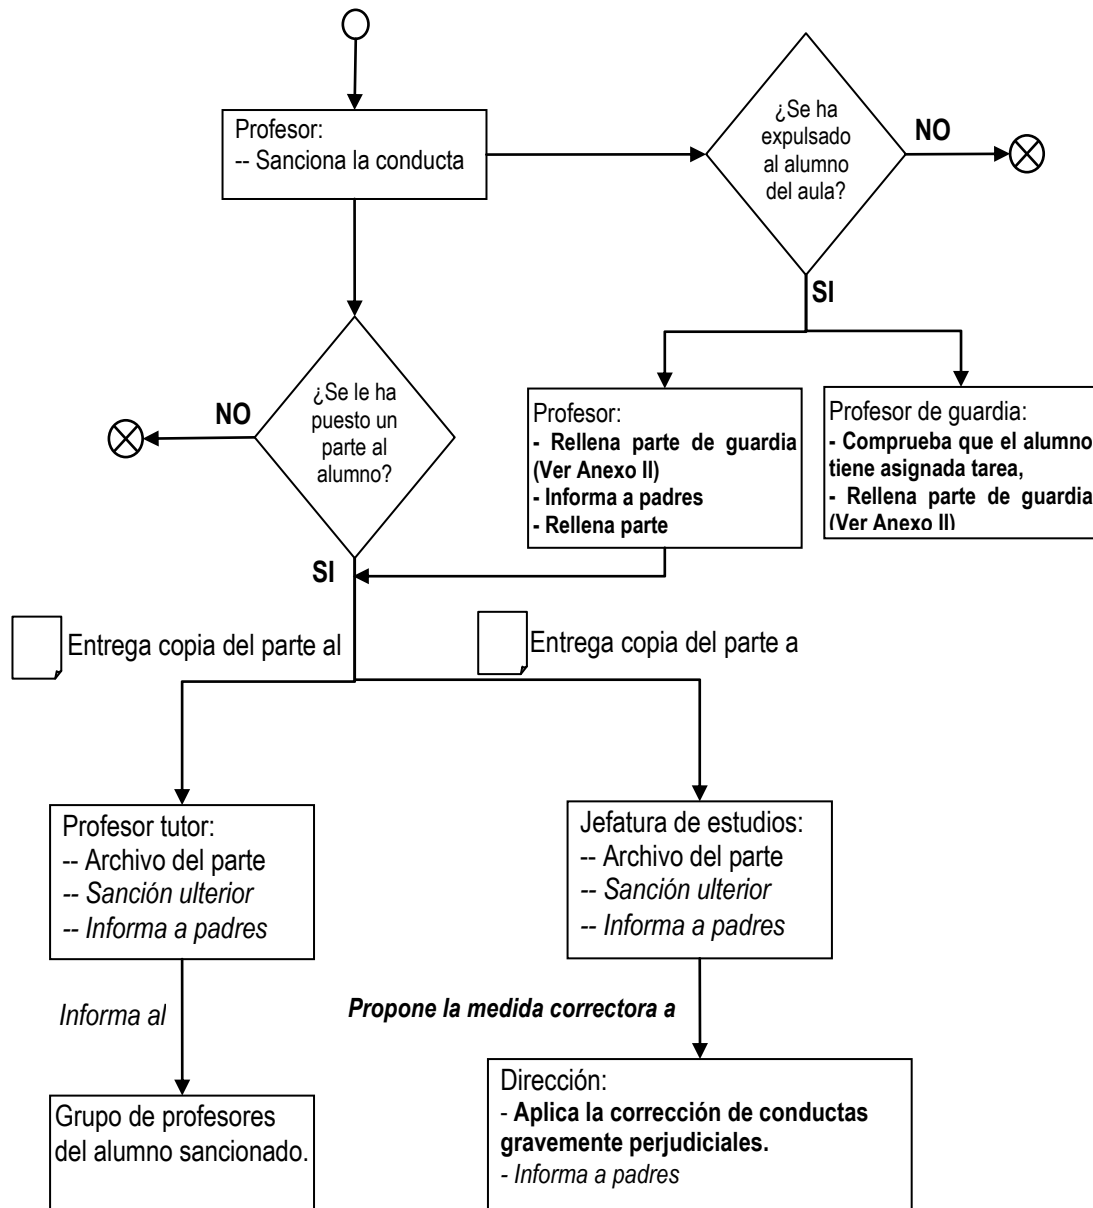 Profesor:
-- Sanciona la conducta
¿Se ha
expulsado
al alumno
del aula?
NO
SI
¿Se le ha
puesto un
parte al
alumno?
NO
SI
Profesor:
- Rellena parte de guardia
(Ver Anexo II)
- Informa a padres
- Rellena parte
Profesor de guardia:
- Comprueba que el alumno
tiene asignada tarea,
- Rellena parte de guardia
(Ver Anexo II)
Entrega copia del parte al
Entrega copia del parte a
Profesor tutor:
-- Archivo del parte
-- Sanción ulterior
-- Informa a padres
Jefatura de estudios:
-- Archivo del parte
-- Sanción ulterior
-- Informa a padres
Informa al
Propone la medida correctora a
Grupo de profesores
del alumno sancionado.
Dirección:
- Aplica la corrección de conductas
gravemente perjudiciales.
- Informa a padres